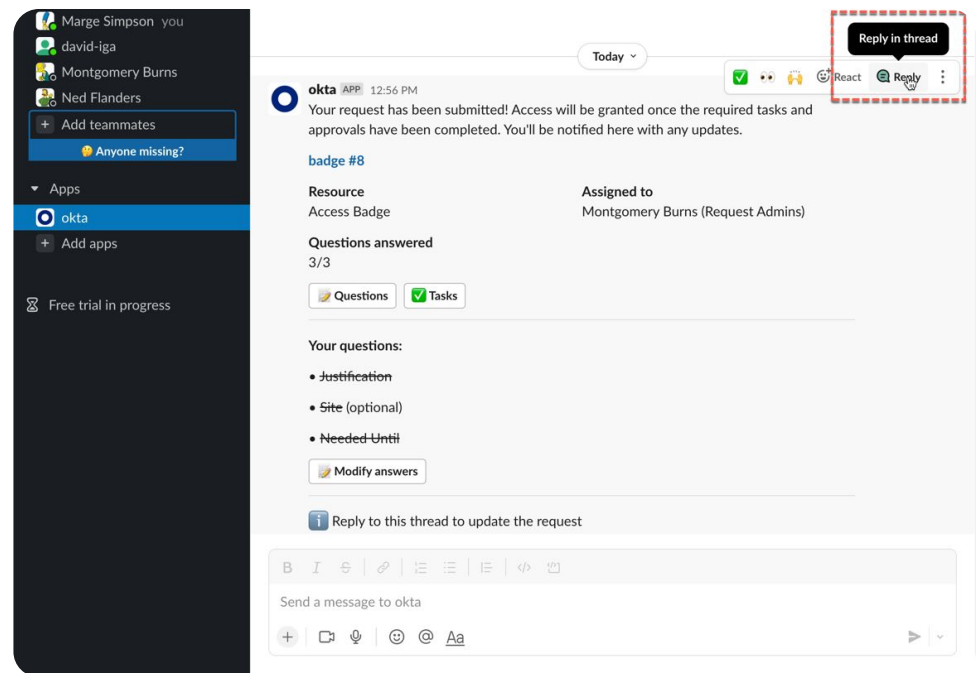 Marge Simpson you
david-iga
Montgomery Burns
Ned Flanders
+ Add teammates
Anyone missing?
Apps
okta
+ Add apps
Free trial in progress
Reply in thread
Today
React
Reply
okta APP 12:56 PM
Your request has been submitted! Access will be granted once the required tasks and
approvals have been completed. You'll be notified here with any updates.
badge #8
Resource
Assigned to
Access Badge
Montgomery Burns (Request Admins)
Questions answered
3/3
Questions
Tasks
Your questions:
• Justification
• Site (optional)
• Needed Until
Modify answers
Reply to this thread to update the request
B I S
Send a message to okta
+ @ Aa